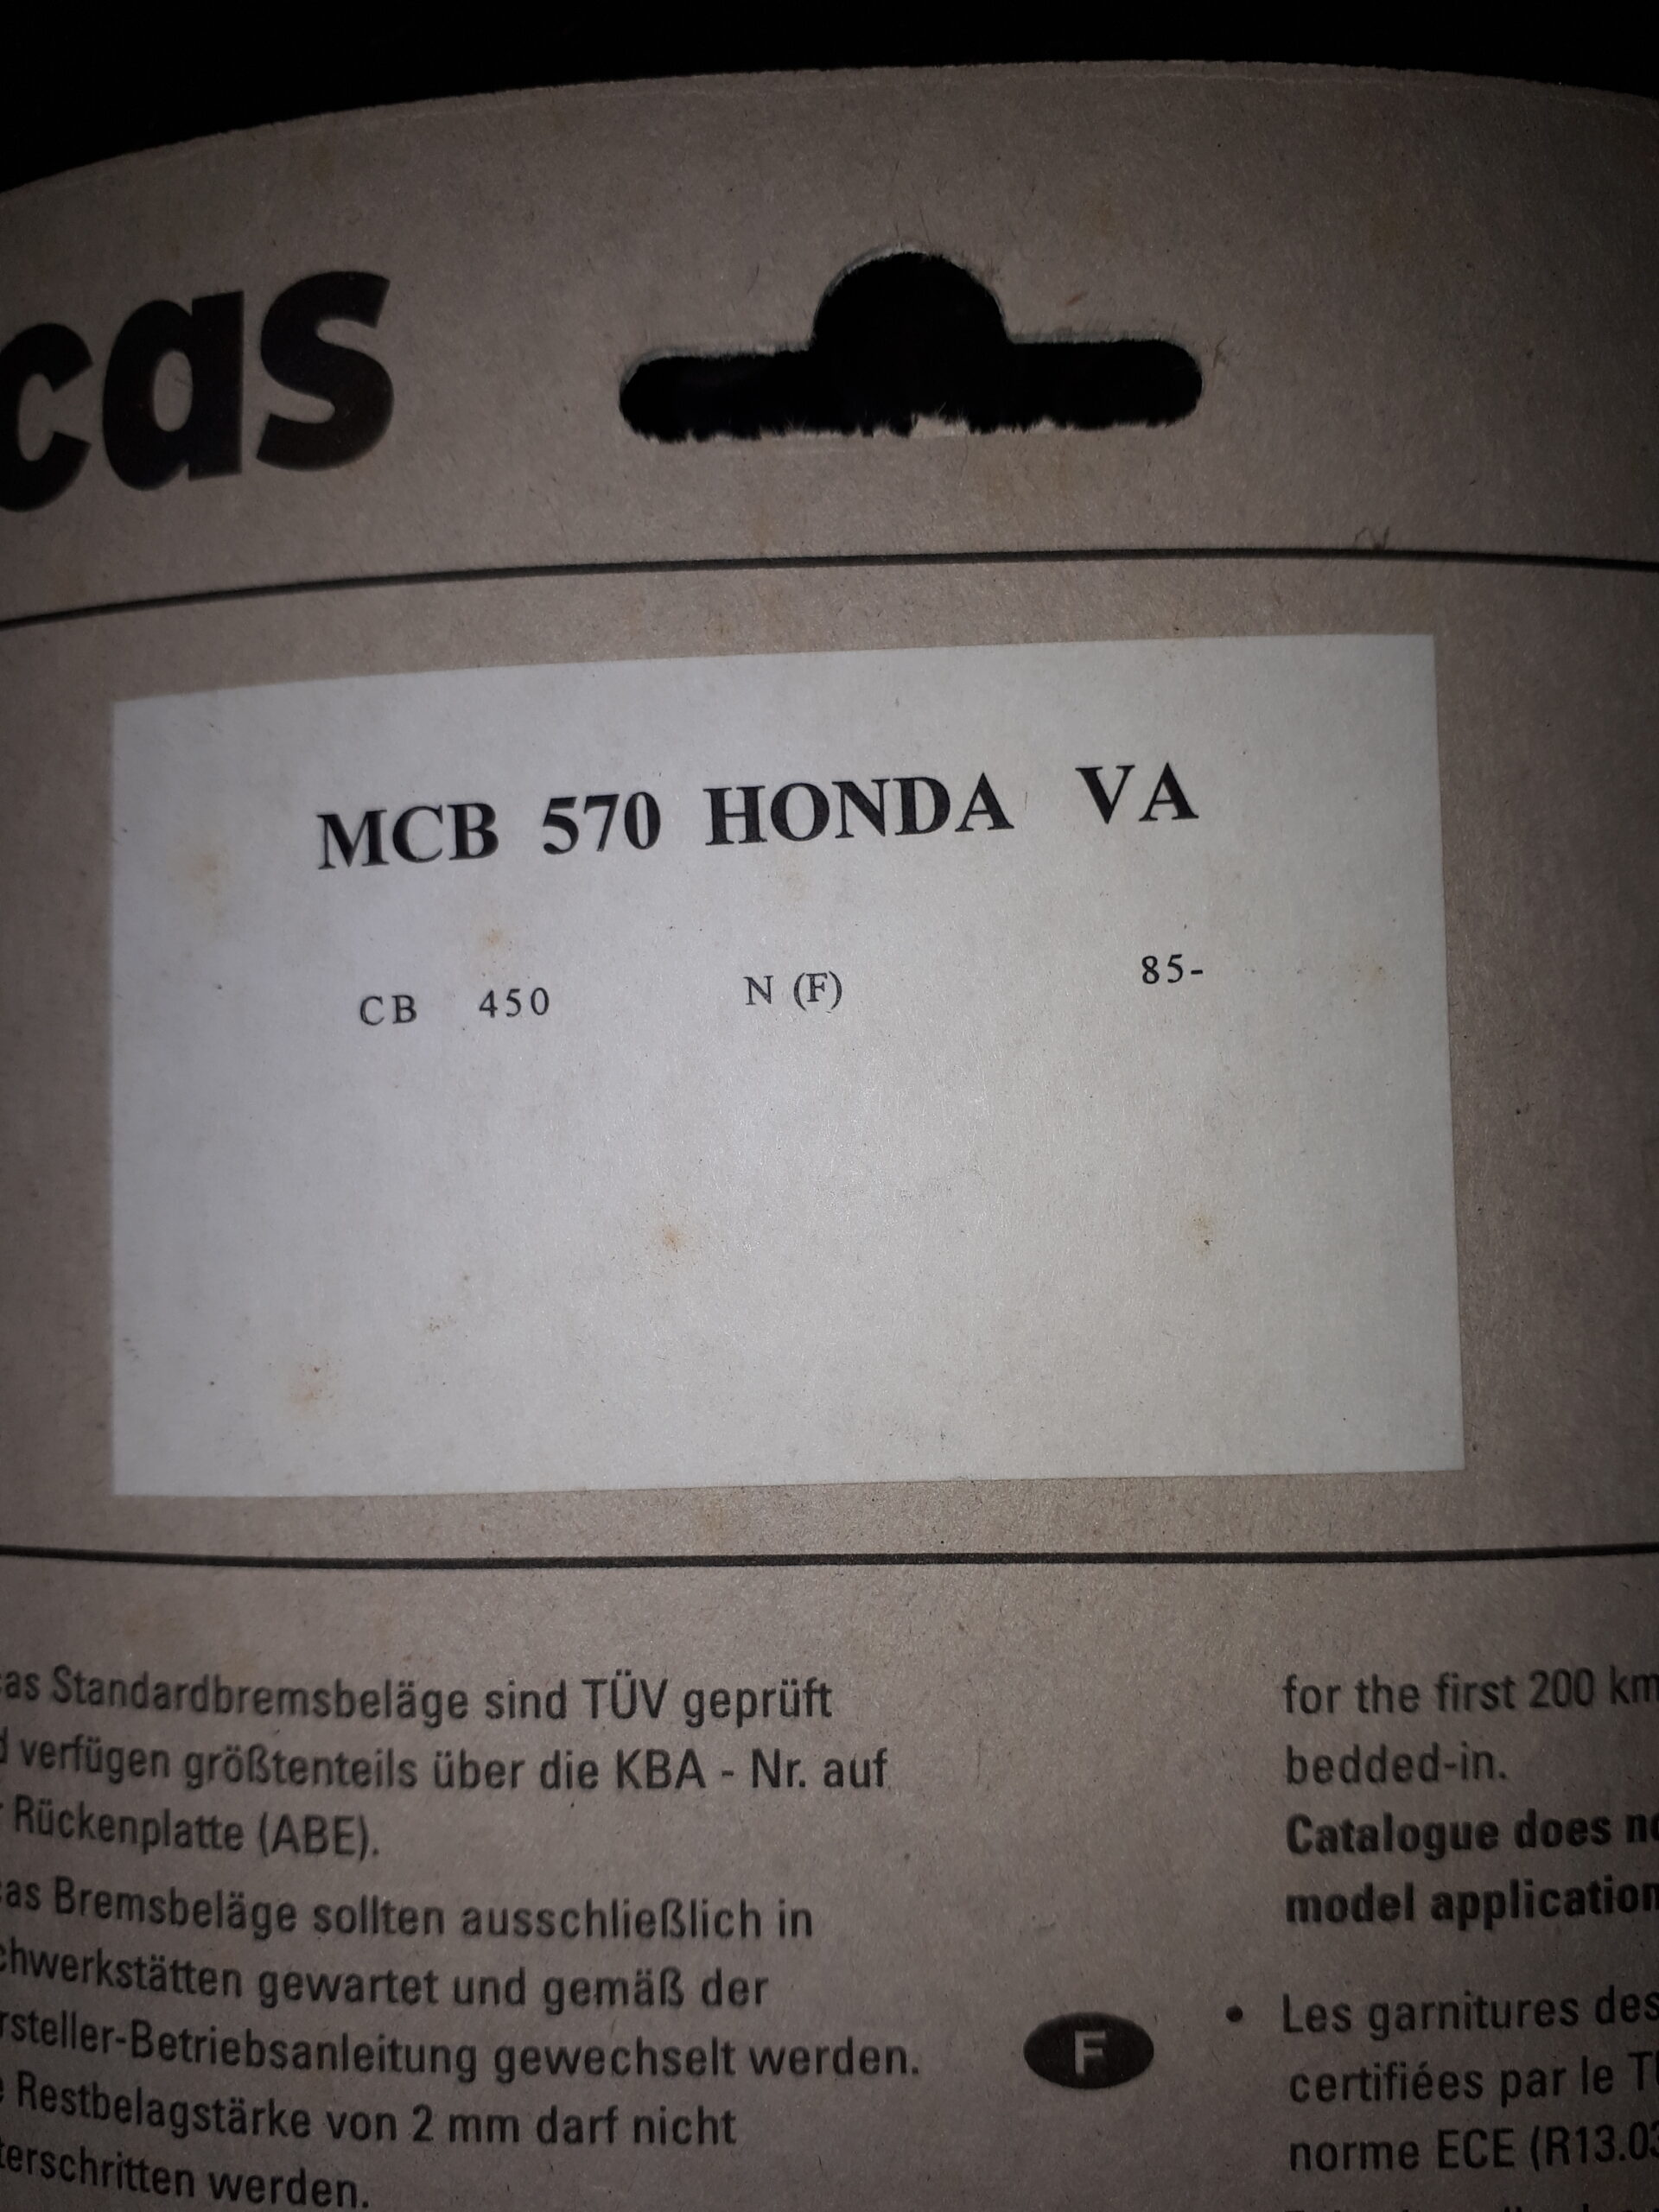 cas
MCB 570 HONDA VA
CB 450 N (F) 85-
as Standardbremsbeläge sind TÜV geprüft
verfügen größtenteils über die KBA - Nr. auf
Rückenplatte (ABE).
as Bremsbeläge sollten ausschließlich in
chwerkstätten gewartet und gemäß der
rsteller-Betriebsanleitung gewechselt werden.
Restbelagstärke von 2 mm darf nicht
terschritten werden.
for the first 200 km
bedded-in.
Catalogue does no
model application
F
• Les garnitures des
certifiées par le T
norme ECE (R13.03